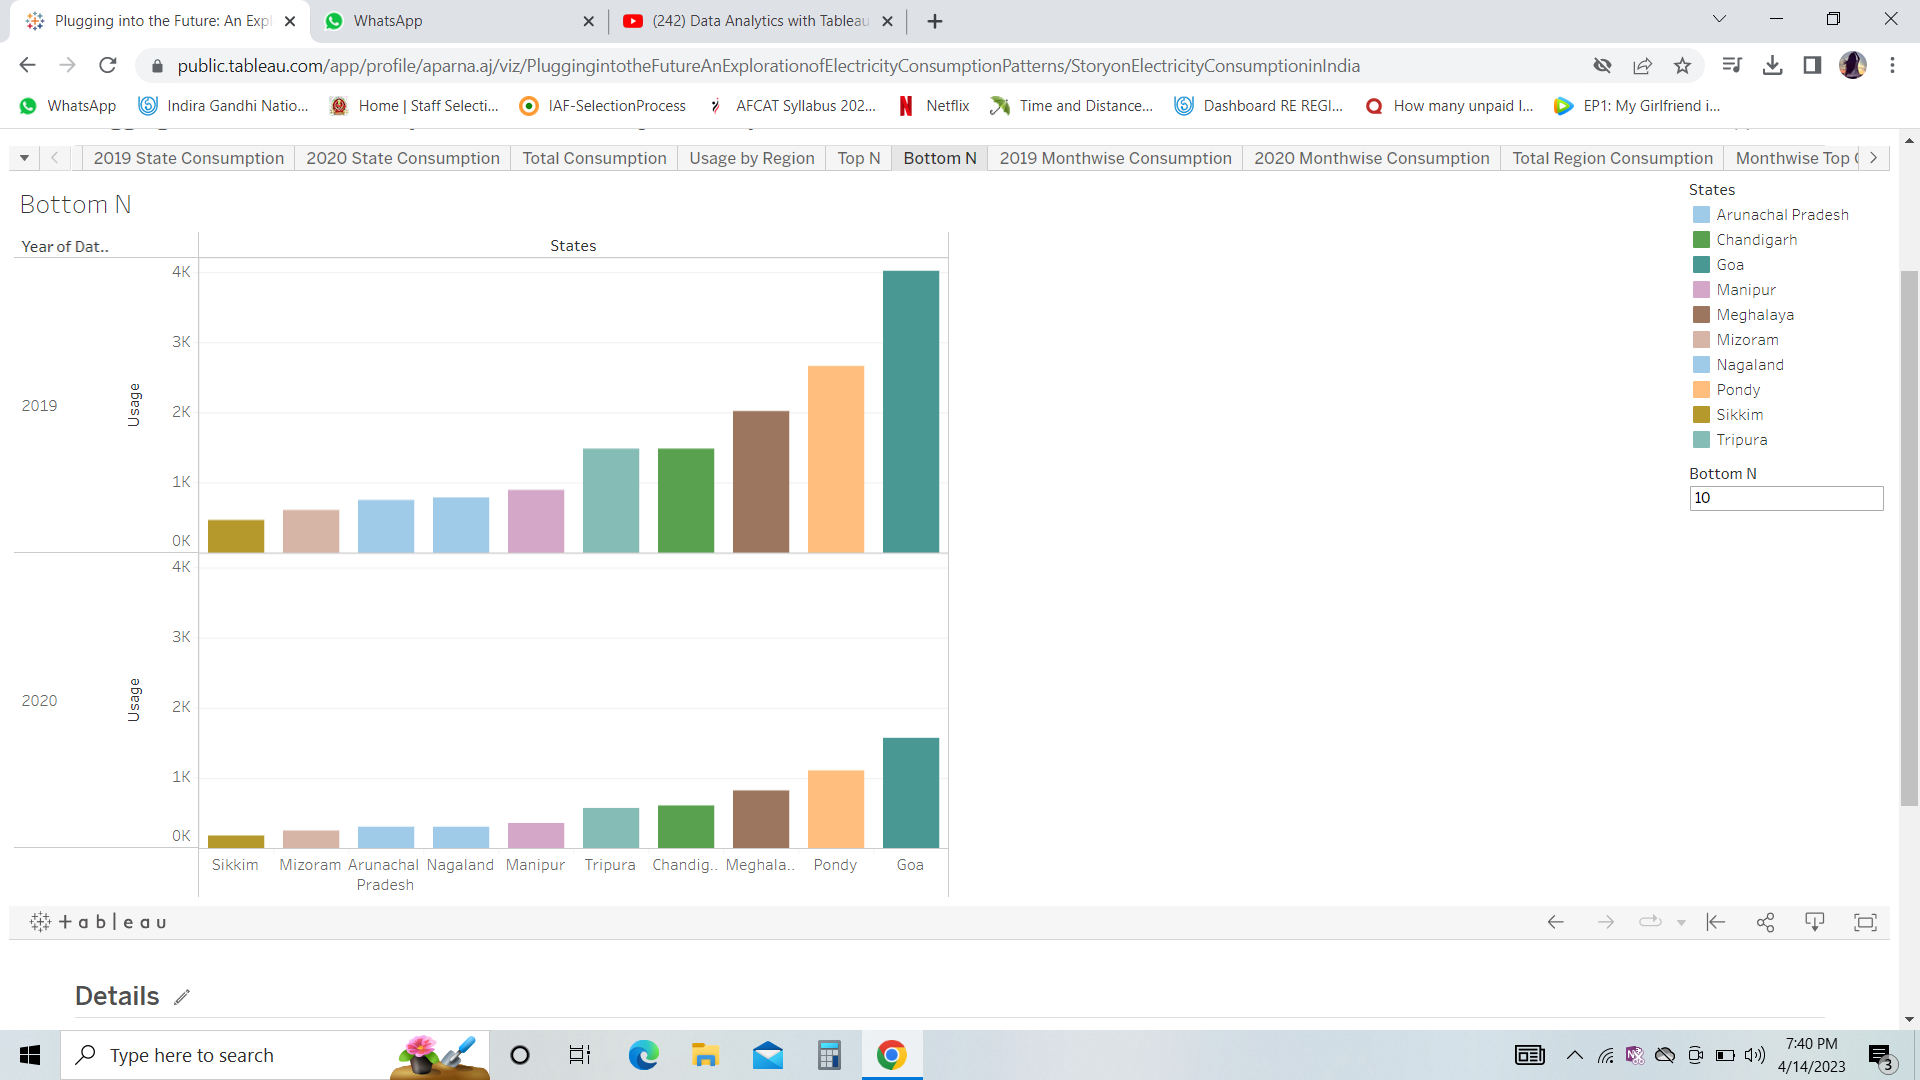 Plugging into the Future: An Expl
WhatsApp
(242) Data Analytics with Tableau
public.tableau.com/app/profile/aparna.aj/viz/PluggingintotheFutureAnExplorationofElectricityConsumptionPatterns/StoryonElectricityConsumptioninIndia
WhatsApp
Indira Gandhi Natio...
Home | Staff Selecti...
IAF-SelectionProcess
AFCAT Syllabus 202...
Netflix
Time and Distance...
Dashboard RE REGI...
How many unpaid I...
EP1: My Girlfriend i...
2019 State Consumption
2020 State Consumption
Total Consumption
Usage by Region
Top N
Bottom N
2019 Monthwise Consumption
2020 Monthwise Consumption
Total Region Consumption
Monthwise Top
Bottom N
Year of Dat..
States
4K
3K
2K
1K
0K
2019
Usage
4K
3K
2K
1K
0K
2020
Usage
Sikkim
Mizoram
Arunachal
Pradesh
Nagaland
Manipur
Tripura
Chandig..
Meghala..
Pondy
Goa
States
Arunachal Pradesh
Chandigarh
Goa
Manipur
Meghalaya
Mizoram
Nagaland
Pondy
Sikkim
Tripura
Bottom N
10
+ableau
Details
Type here to search
7:40 PM
4/14/2023
3